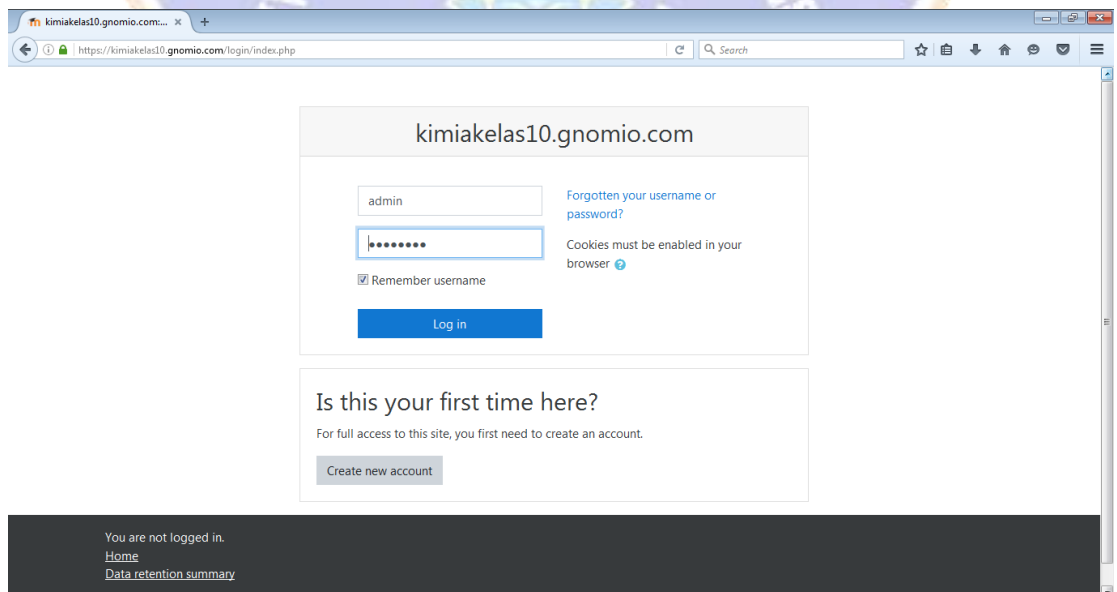 kimiakelas10.gnomio.com:...
https://kimiakelas10.gnomio.com/login/index.php
Search
kimiakelas10.gnomio.com
admin
Forgotten your username or
password?
••••••••
Cookies must be enabled in your
browser
Remember username
Log in
Is this your first time here?
For full access to this site, you first need to create an account.
Create new account
You are not logged in.
Home
Data retention summary